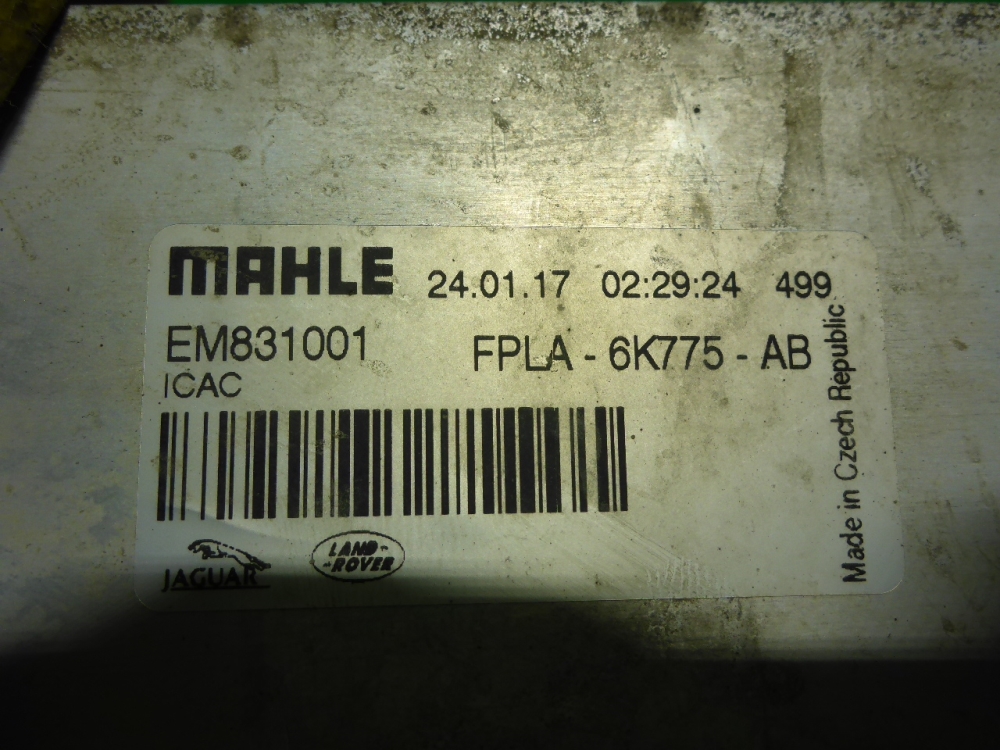 MAHLE 24.01.17 02:29:24 499
EM831001 FPLA - 6K775 - AB
ICAC
Made in Czech Republic
JAGUAR
LAND-
-ROVER